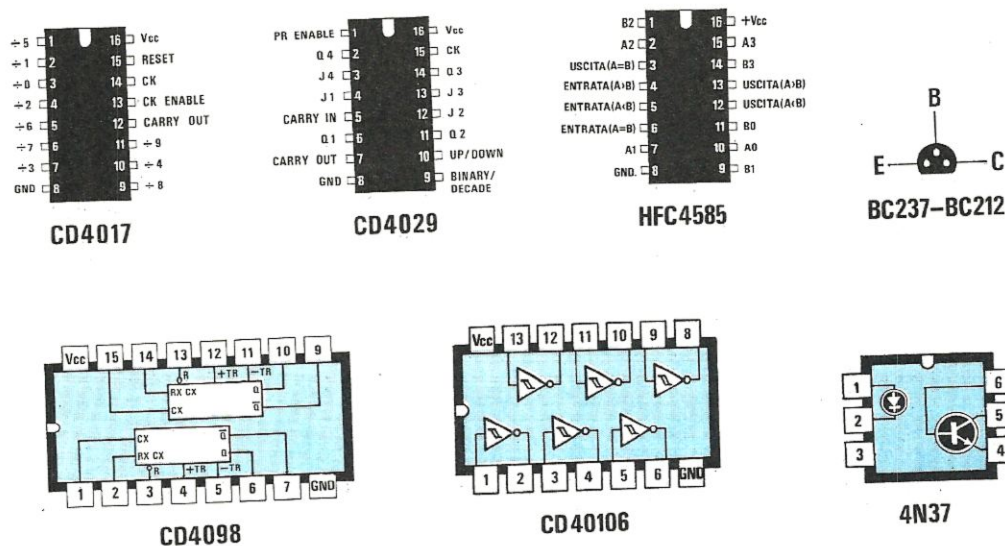 ÷5 1 16 Vcc
÷1 2 15 RESET
÷0 3 14 CK
÷2 4 13 CK ENABLE
÷6 5 12 CARRY OUT
÷7 6 11 ÷9
÷3 7 10 ÷4
GND 8 9 ÷8
CD4017
PR ENABLE 1 16 Vcc
Q4 2 15 CK
J4 3 14 Q3
J1 4 13 J3
CARRY IN 5 12 J2
Q1 6 11 Q2
CARRY OUT 7 10 UP/DOWN
GND 8 9 BINARY/
DECADE
CD4029
B2 1 16 +Vcc
A2 2 15 A3
USCITA(A=B) 3 14 B3
ENTRATA(A>B) 4 13 USCITA(A>B)
ENTRATA(A<B) 5 12 USCITA(A<B)
ENTRATA(A=B) 6 11 B0
A1 7 10 A0
GND. 8 9 B1
HFC4585
B
E C
BC237-BC212
Vcc 15 14 13 12 11 10 9
R +TR -TR
RX CX Q
CX Q̅
CX Q̅
RX CX Q
R +TR -TR
1 2 3 4 5 6 7 GND
CD4098
Vcc 13 12 11 10 9 8
1 2 3 4 5 6 GND
CD40106
1 6
2 5
3 4
4N37